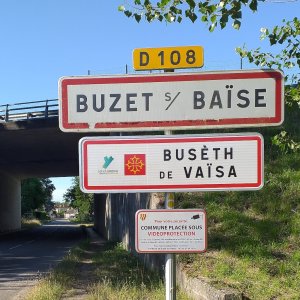 D 108
BUZET S/ BAÏSE
BUSÈTH
DE VAÏSA
COMMUNE PLACÉE SOUS
VIDÉOPROTECTION